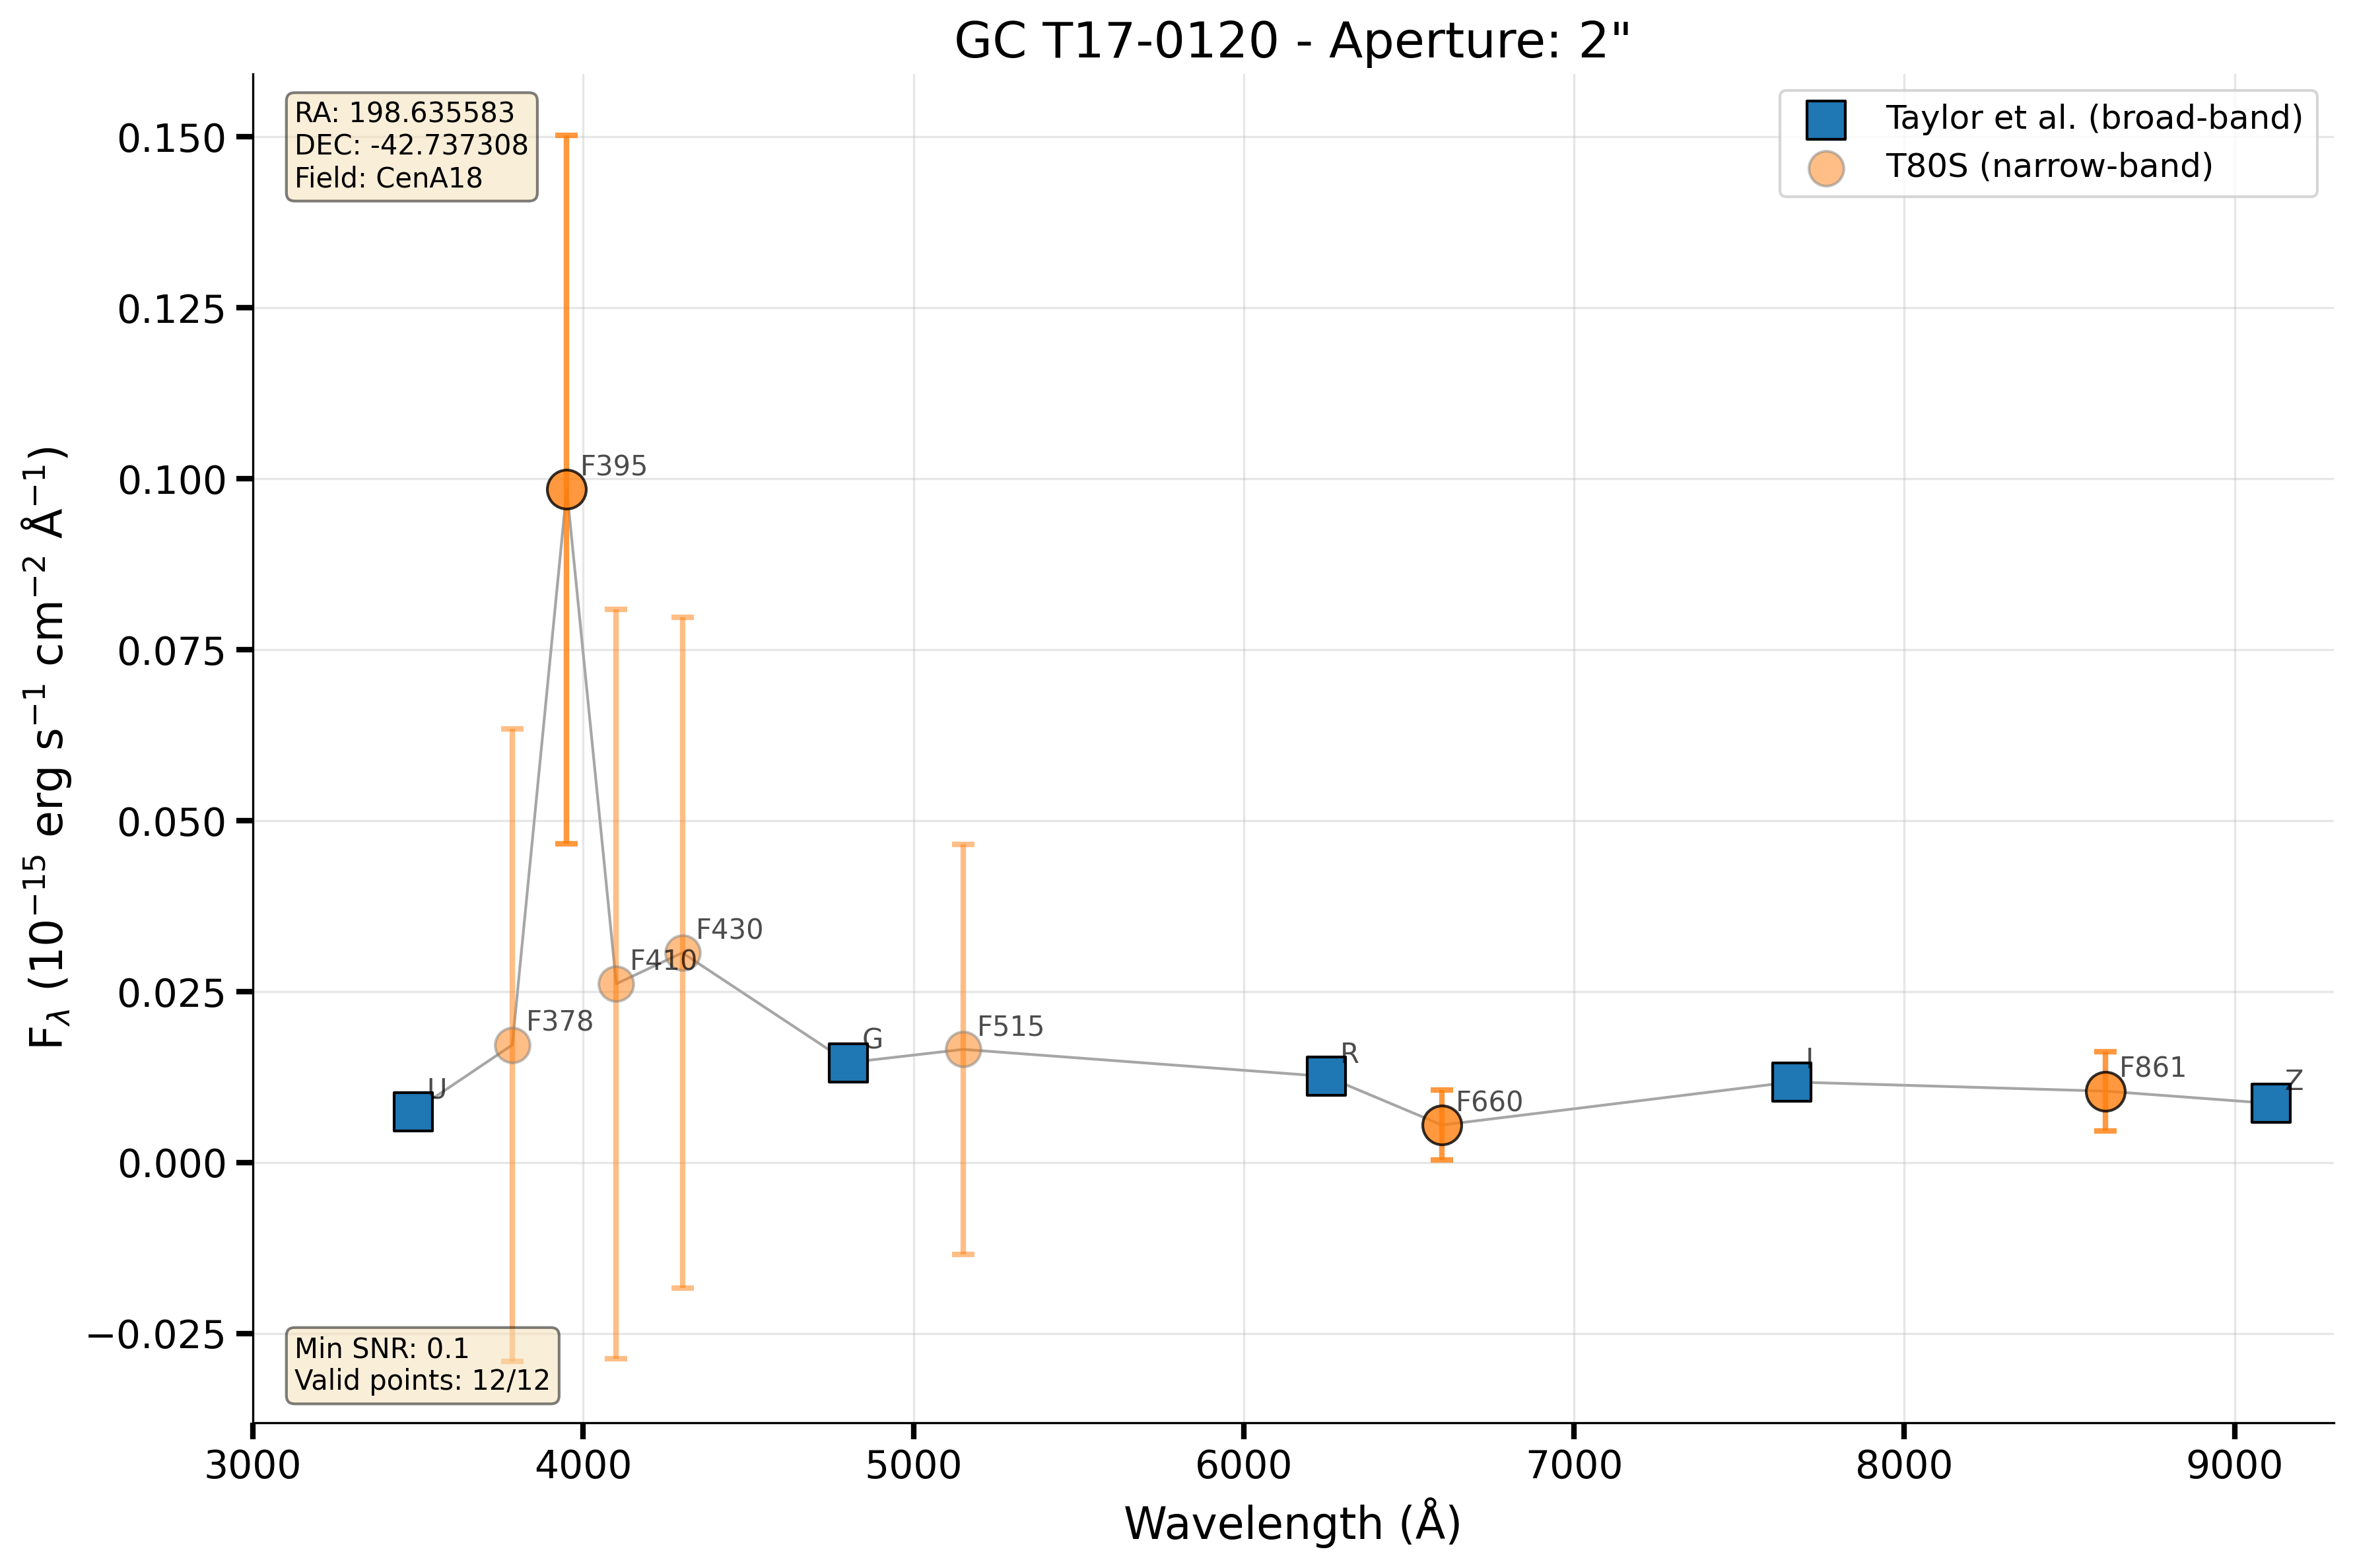 GC T17-0120 - Aperture: 2"
RA: 198.635583
DEC: -42.737308
Field: CenA18
Taylor et al. (broad-band)
T80S (narrow-band)
0.150
0.125
0.100
0.075
0.050
0.025
0.000
−0.025
F$_λ$ (10$^{−15}$ erg s$^{−1}$ cm$^{−2}$ Å$^{−1}$)
F395
F430
F410
F378
U
G
F515
R
F660
I
F861
Z
Min SNR: 0.1
Valid points: 12/12
3000 4000 5000 6000 7000 8000 9000
Wavelength (Å)